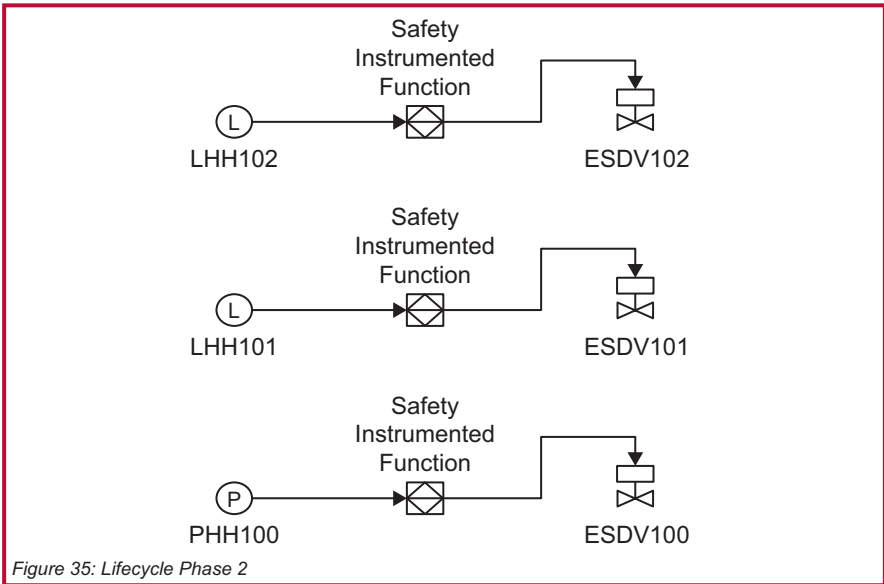 Safety
Instrumented
Function
L
LHH102
ESDV102
Safety
Instrumented
Function
L
LHH101
ESDV101
Safety
Instrumented
Function
P
PHH100
ESDV100
Figure 35: Lifecycle Phase 2